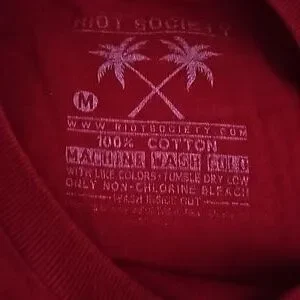 RIOT SOCIETY
M
WWW.RIOTSOCIETY.COM
100% COTTON
MACHINE WASH COLD
WITH LIKE COLORS · TUMBLE DRY LOW
ONLY NON-CHLORINE BLEACH
WASH INSIDE OUT